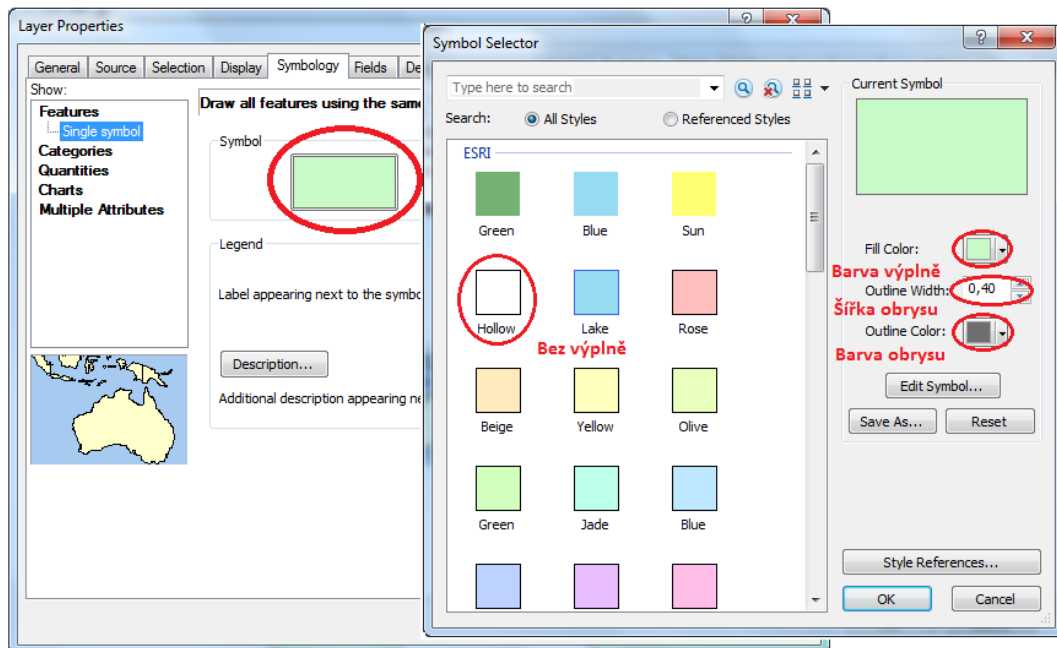 Layer Properties
General Source Selection Display Symbology Fields De
Show:
Features
Single symbol
Categories
Quantities
Charts
Multiple Attributes
Draw all features using the same
Symbol
Legend
Label appearing next to the symbo
Description...
Additional description appearing ne
Symbol Selector
Type here to search
Search: All Styles Referenced Styles
ESRI
Green Blue Sun
Hollow Lake Rose
Bez výplně
Beige Yellow Olive
Green Jade Blue
Current Symbol
Fill Color:
Barva výplně
Outline Width: 0,40
Šířka obrysu
Outline Color:
Barva obrysu
Edit Symbol...
Save As... Reset
Style References...
OK Cancel